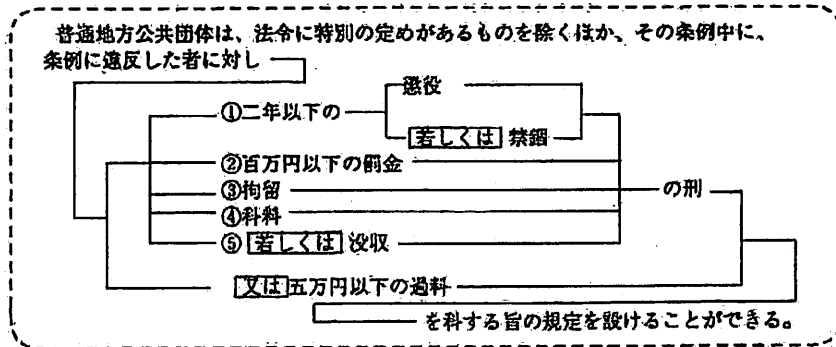 普通地方公共団体は、法令に特別の定めがあるものを除くほか、その条例中に、
条例に違反した者に対し
①二年以下の
懲役
若しくは 禁錮
②百万円以下の罰金
③拘留
④科料
⑤若しくは 没収
の刑
又は五万円以下の過料
を科する旨の規定を設けることができる。